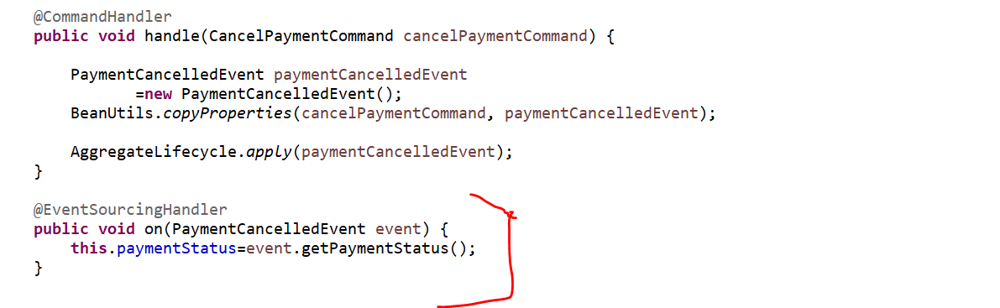 @CommandHandler
public void handle(CancelPaymentCommand cancelPaymentCommand) {
PaymentCancelledEvent paymentCancelledEvent
=new PaymentCancelledEvent();
BeanUtils.copyProperties(cancelPaymentCommand, paymentCancelledEvent);
AggregateLifecycle.apply(paymentCancelledEvent);
}
@EventSourcingHandler
public void on(PaymentCancelledEvent event) {
this.paymentStatus=event.getPaymentStatus();
}